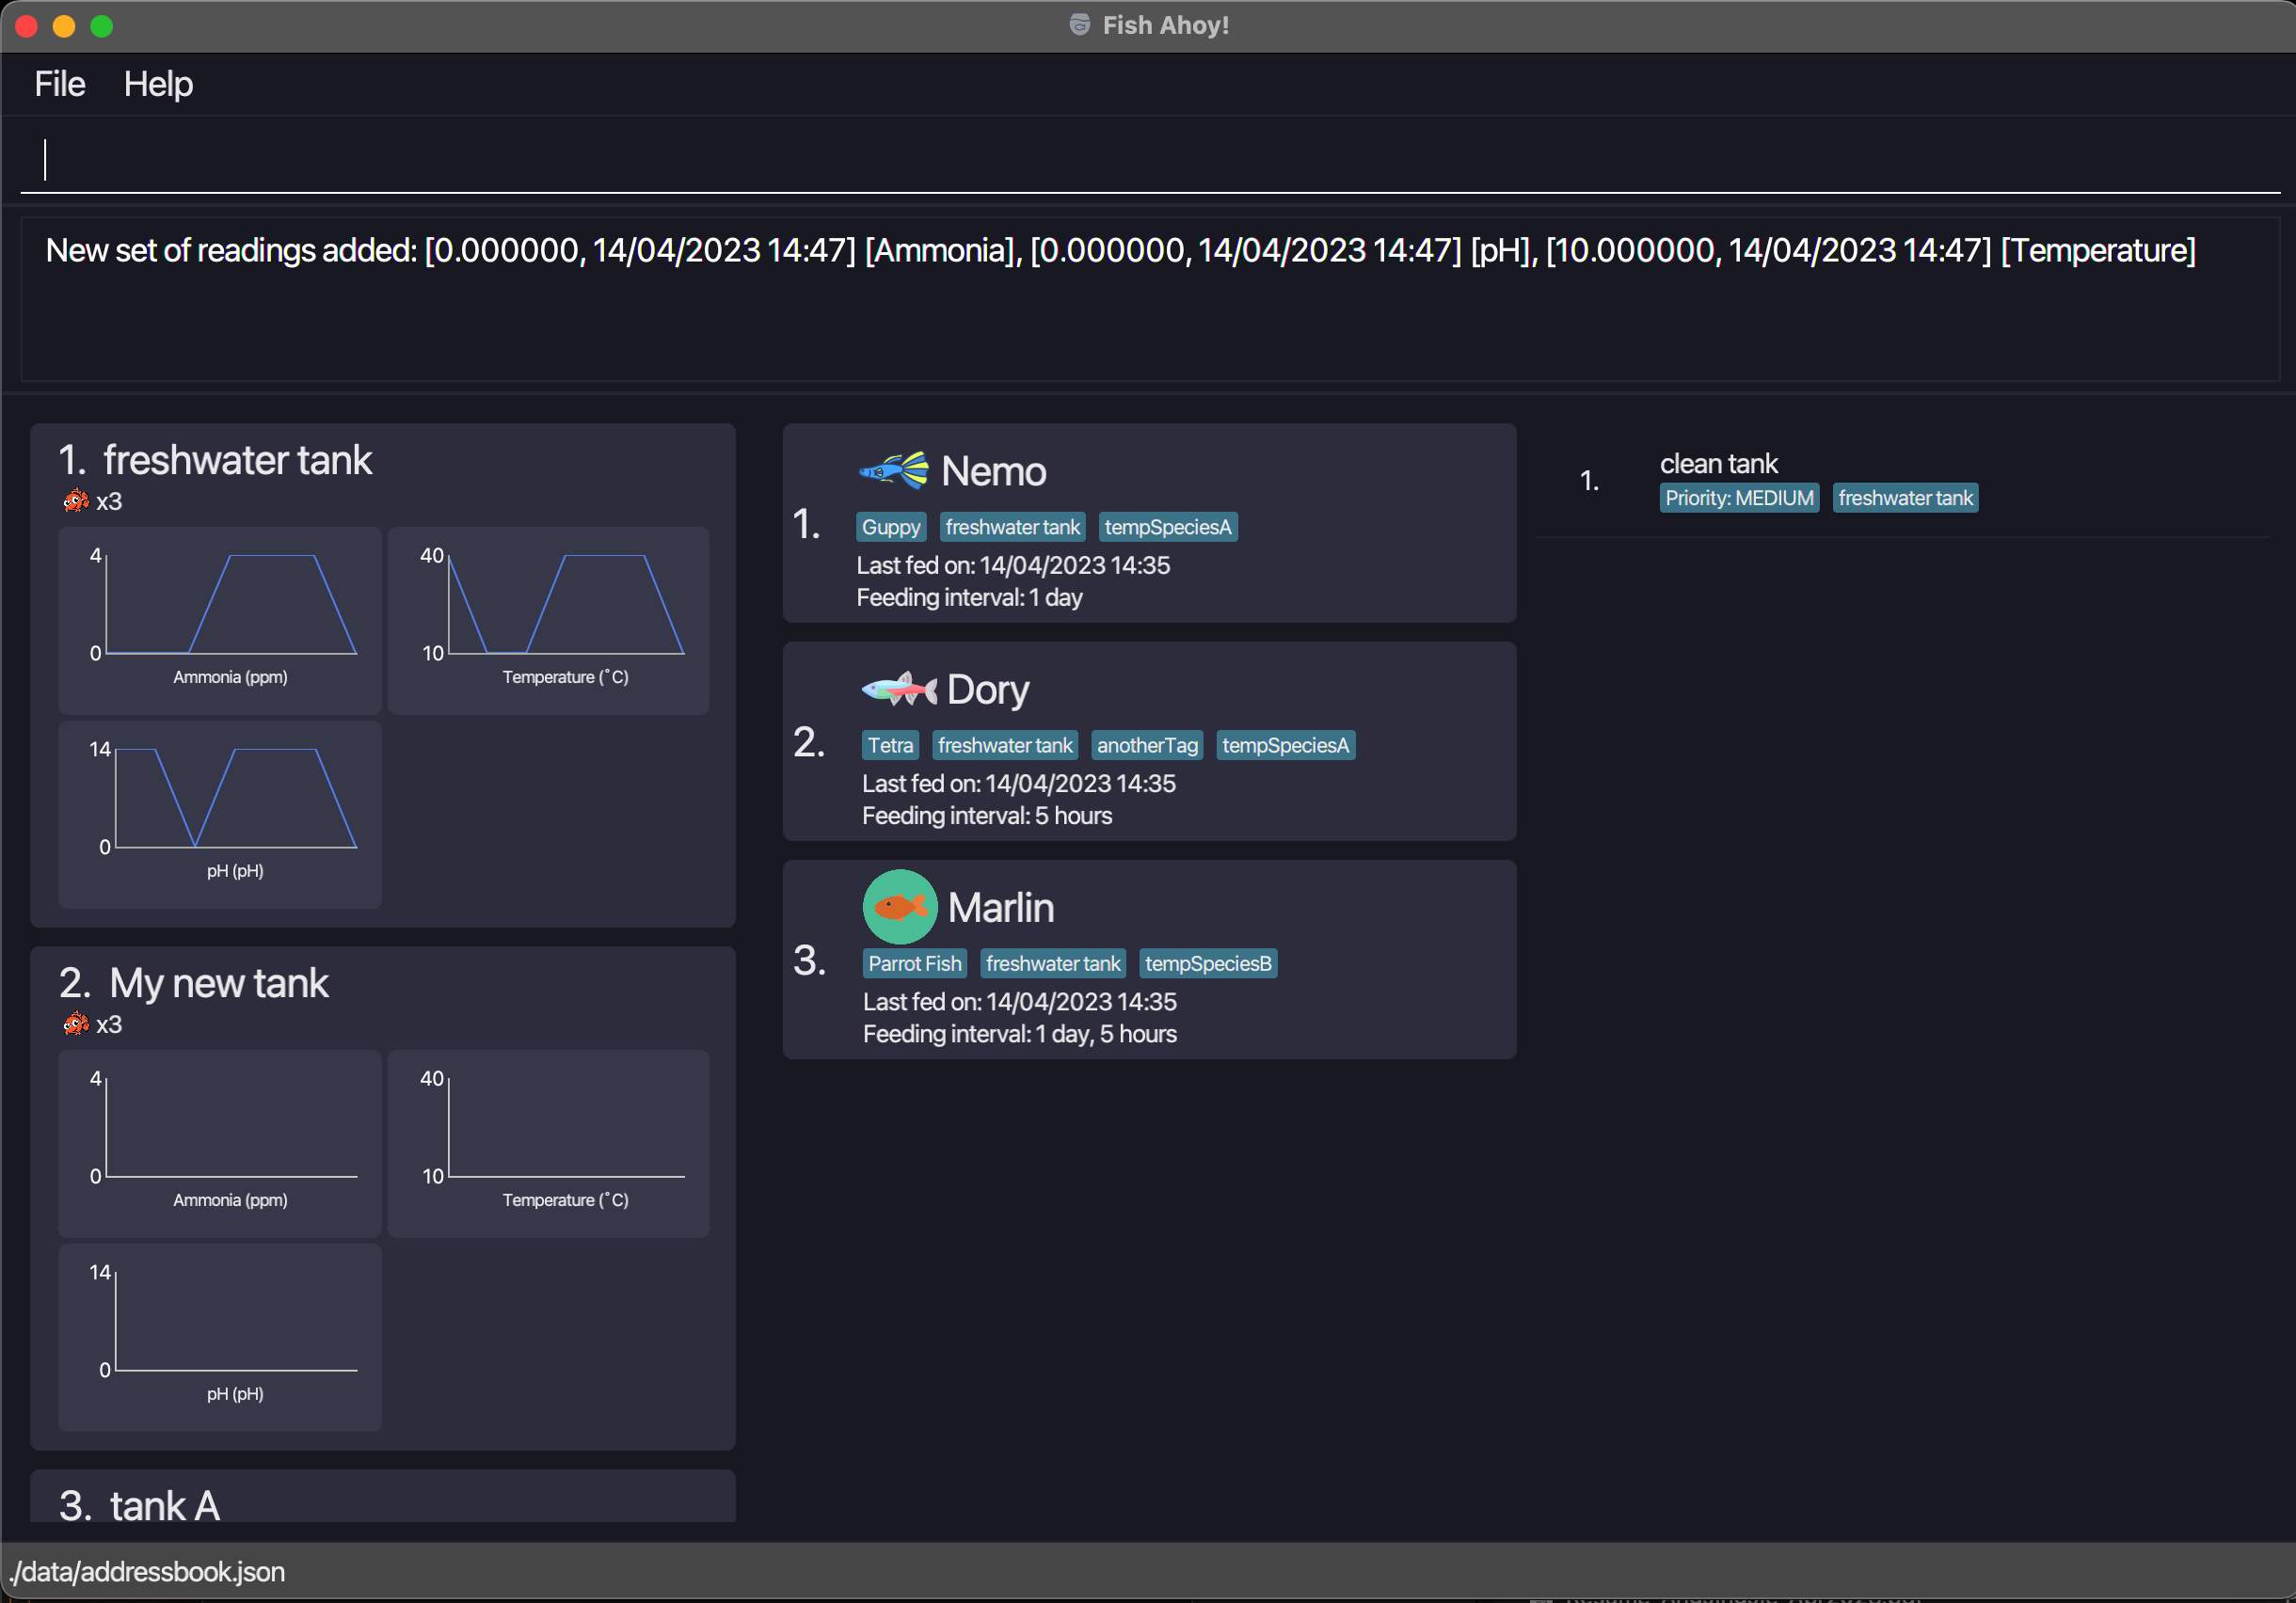 Fish Ahoy!
File Help
New set of readings added: [0.000000, 14/04/2023 14:47] [Ammonia], [0.000000, 14/04/2023 14:47] [pH], [10.000000, 14/04/2023 14:47] [Temperature]
1. freshwater tank
x3
4
0
Ammonia (ppm)
40
10
Temperature (˚C)
14
0
pH (pH)
2. My new tank
x3
4
0
Ammonia (ppm)
40
10
Temperature (˚C)
14
0
pH (pH)
3. tank A
1.
Nemo
Guppy freshwater tank tempSpeciesA
Last fed on: 14/04/2023 14:35
Feeding interval: 1 day
2.
Dory
Tetra freshwater tank anotherTag tempSpeciesA
Last fed on: 14/04/2023 14:35
Feeding interval: 5 hours
3.
Marlin
Parrot Fish freshwater tank tempSpeciesB
Last fed on: 14/04/2023 14:35
Feeding interval: 1 day, 5 hours
1.
clean tank
Priority: MEDIUM freshwater tank
./data/addressbook.json